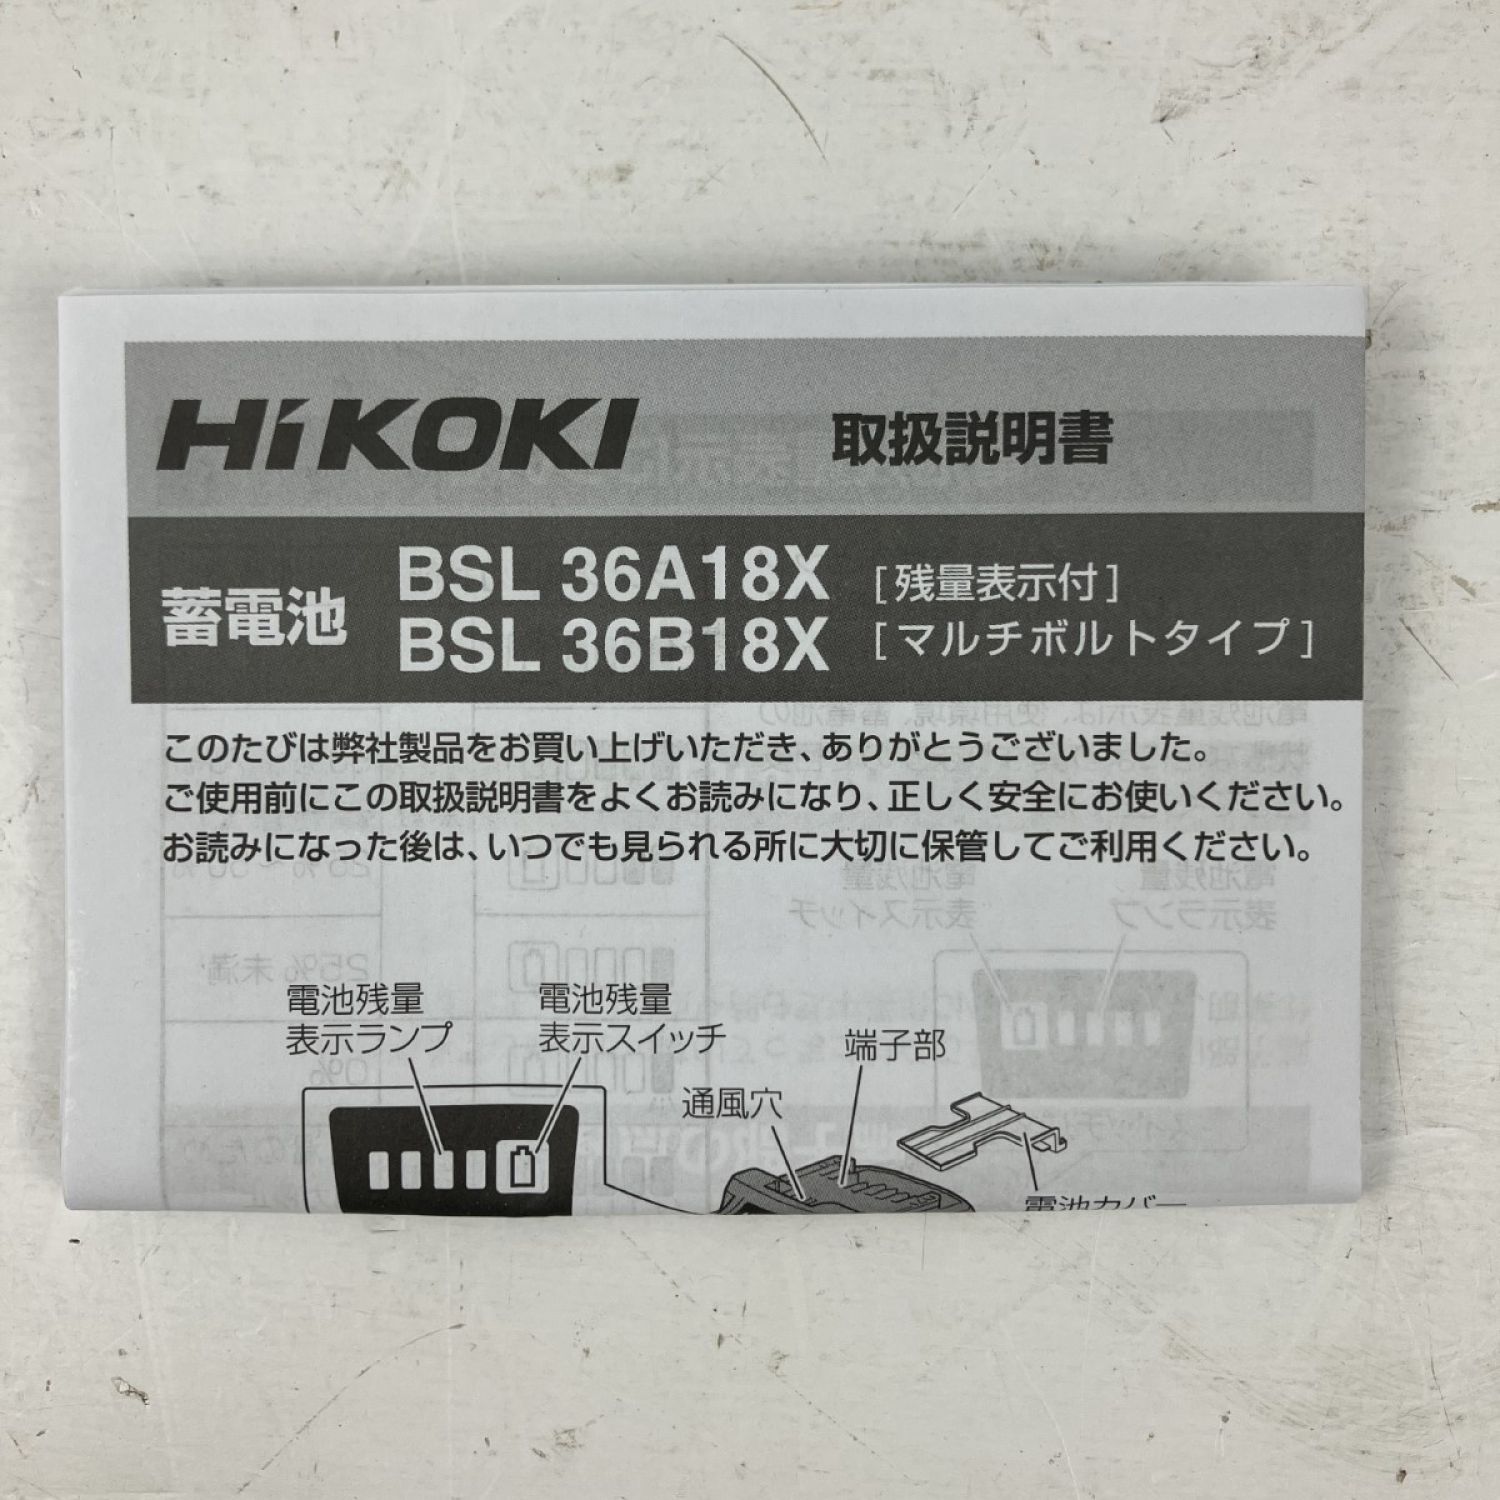 HiKOKI 取扱説明書
蓄電池
BSL 36A18X [残量表示付]
BSL 36B18X [マルチボルトタイプ]
このたびは弊社製品をお買い上げいただき、ありがとうございました。
ご使用前にこの取扱説明書をよくお読みになり、正しく安全にお使いください。
お読みになった後は、いつでも見られる所に大切に保管してご利用ください。
電池残量
表示ランプ
電池残量
表示スイッチ
端子部
通風穴
電池カバー